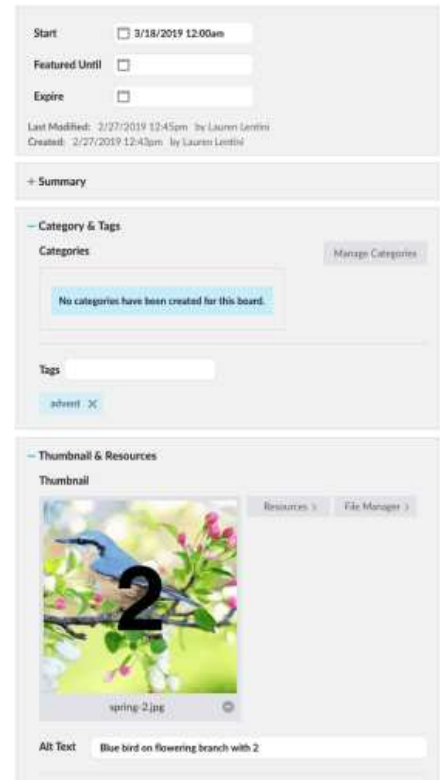 Start 3/18/2019 12:00am
Featured Until
Expire
Last Modified: 2/27/2019 12:45pm by Lauren Lentini
Created: 2/27/2019 12:43pm by Lauren Lentini
+ Summary
− Category & Tags
Categories Manage Categories
No categories have been created for this board.
Tags
advent ×
− Thumbnail & Resources
Thumbnail
Resources > File Manager >
2
spring-2.jpg
Alt Text Blue bird on flowering branch with 2